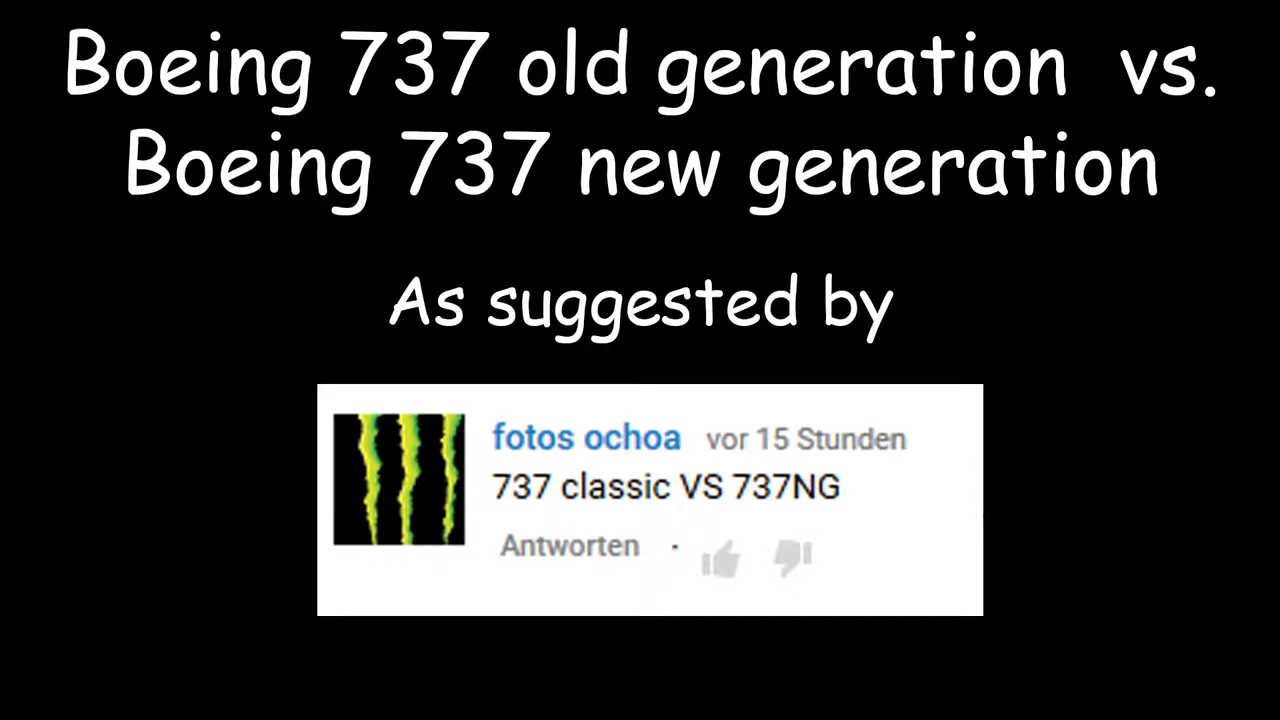 Boeing 737 old generation  vs.
Boeing 737 new generation
As suggested by
fotos ochoa vor 15 Stunden
737 classic VS 737NG
Antworten ·